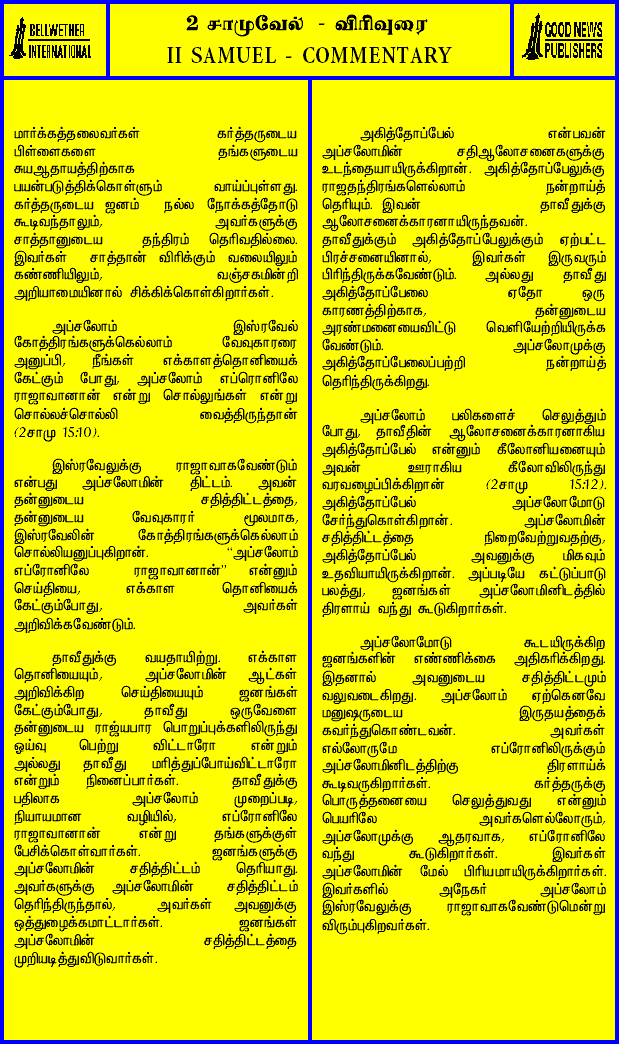 BELLWETHER
INTERNATIONAL
2 சாமுவேல் - விரிவுரை
II SAMUEL - COMMENTARY
GOOD NEWS
PUBLISHERS
மார்க்கத்தலைவர்கள் கர்த்தருடைய
பிள்ளைகளை தங்களுடைய
சுயஆதாயத்திற்காக
பயன்படுத்திக்கொள்ளும் வாய்ப்புள்ளது.
கர்த்தருடைய ஜனம் நல்ல நோக்கத்தோடு
கூடிவந்தாலும், அவர்களுக்கு
சாத்தானுடைய தந்திரம் தெரிவதில்லை.
இவர்கள் சாத்தான் விரிக்கும் வலையிலும்
கண்ணியிலும், வஞ்சகமின்றி
அறியாமையினால் சிக்கிக்கொள்கிறார்கள்.
அப்சலோம் இஸ்ரவேல்
கோத்திரங்களுக்கெல்லாம் வேவுகாரரை
அனுப்பி, நீங்கள் எக்காளத்தொனியைக்
கேட்கும் போது, அப்சலோம் எப்ரொனிலே
ராஜாவானான் என்று சொல்லுங்கள் என்று
சொல்லச்சொல்லி வைத்திருந்தான்
(2சாமு 15:10).
இஸ்ரவேலுக்கு ராஜாவாகவேண்டும்
என்பது அப்சலோமின் திட்டம். அவன்
தன்னுடைய சதித்திட்டத்தை,
தன்னுடைய வேவுகாரர் மூலமாக,
இஸ்ரவேலின் கோத்திரங்களுக்கெல்லாம்
சொல்லியனுப்புகிறான். “அப்சலோம்
எப்ரோனிலே ராஜாவானான்” என்னும்
செய்தியை, எக்காள தொனியைக்
கேட்கும்போது, அவர்கள்
அறிவிக்கவேண்டும்.
தாவீதுக்கு வயதாயிற்று. எக்காள
தொனியையும், அப்சலோமின் ஆட்கள்
அறிவிக்கிற செய்தியையும் ஜனங்கள்
கேட்கும்போது, தாவீது ஒருவேளை
தன்னுடைய ராஜ்யபார பொறுப்புக்களிலிருந்து
ஓய்வு பெற்று விட்டாரோ என்றும்
அல்லது தாவீது மரித்துப்போய்விட்டாரோ
என்றும் நினைப்பார்கள். தாவீதுக்கு
பதிலாக அப்சலோம் முறைப்படி,
நியாயமான வழியில், எப்ரோனிலே
ராஜாவானான் என்று தங்களுக்குள்
பேசிக்கொள்வார்கள். ஜனங்களுக்கு
அப்சலோமின் சதித்திட்டம் தெரியாது.
அவர்களுக்கு அப்சலோமின் சதித்திட்டம்
தெரிந்திருந்தால், அவர்கள் அவனுக்கு
ஒத்துழைக்கமாட்டார்கள். ஜனங்கள்
அப்சலோமின் சதித்திட்டத்தை
முறியடித்துவிடுவார்கள்.
அகித்தோப்பேல் என்பவன்
அப்சலோமின் சதிஆலோசனைகளுக்கு
உடந்தையாயிருக்கிறான். அகித்தோப்பேலுக்கு
ராஜதந்திரங்களெல்லாம் நன்றாய்த்
தெரியும். இவன் தாவீதுக்கு
ஆலோசனைக்காரனாயிருந்தவன்.
தாவீதுக்கும் அகித்தோப்பேலுக்கும் ஏற்பட்ட
பிரச்சனையினால், இவர்கள் இருவரும்
பிரிந்திருக்கவேண்டும். அல்லது தாவீது
அகித்தோப்பேலை ஏதோ ஒரு
காரணத்திற்காக, தன்னுடைய
அரண்மனையைவிட்டு வெளியேற்றியிருக்க
வேண்டும். அப்சலோமுக்கு
அகித்தோப்பேலைப்பற்றி நன்றாய்த்
தெரிந்திருக்கிறது.
அப்சலோம் பலிகளைச் செலுத்தும்
போது, தாவீதின் ஆலோசனைக்காரனாகிய
அகித்தோப்பேல் என்னும் கீலோனியனையும்
அவன் ஊராகிய கீலோவிலிருந்து
வரவழைப்பிக்கிறான் (2சாமு 15:12).
அகித்தோப்பேல் அப்சலோமோடு
சேர்ந்துகொள்கிறான். அப்சலோமின்
சதித்திட்டத்தை நிறைவேற்றுவதற்கு,
அகித்தோப்பேல் அவனுக்கு மிகவும்
உதவியாயிருக்கிறான். அப்படியே கட்டுப்பாடு
பலத்து, ஜனங்கள் அப்சலோமினிடத்தில்
திரளாய் வந்து கூடுகிறார்கள்.
அப்சலோமோடு கூடயிருக்கிற
ஜனங்களின் எண்ணிக்கை அதிகரிக்கிறது.
இதனால் அவனுடைய சதித்திட்டமும்
வலுவடைகிறது. அப்சலோம் ஏற்கெனவே
மனுஷருடைய இருதயத்தைக்
கவர்ந்துகொண்டவன். அவர்கள்
எல்லோருமே எப்ரோனிலிருக்கும்
அப்சலோமினிடத்திற்கு திரளாய்க்
கூடிவருகிறார்கள். கர்த்தருக்கு
பொருத்தனையை செலுத்துவது என்னும்
பெயரிலே அவர்களெல்லோரும்,
அப்சலோமுக்கு ஆதரவாக, எப்ரோனிலே
வந்து கூடுகிறார்கள். இவர்கள்
அப்சலோமின் மேல் பிரியமாயிருக்கிறார்கள்.
இவர்களில் அநேகர் அப்சலோம்
இஸ்ரவேலுக்கு ராஜாவாகவேண்டுமென்று
விரும்புகிறவர்கள்.